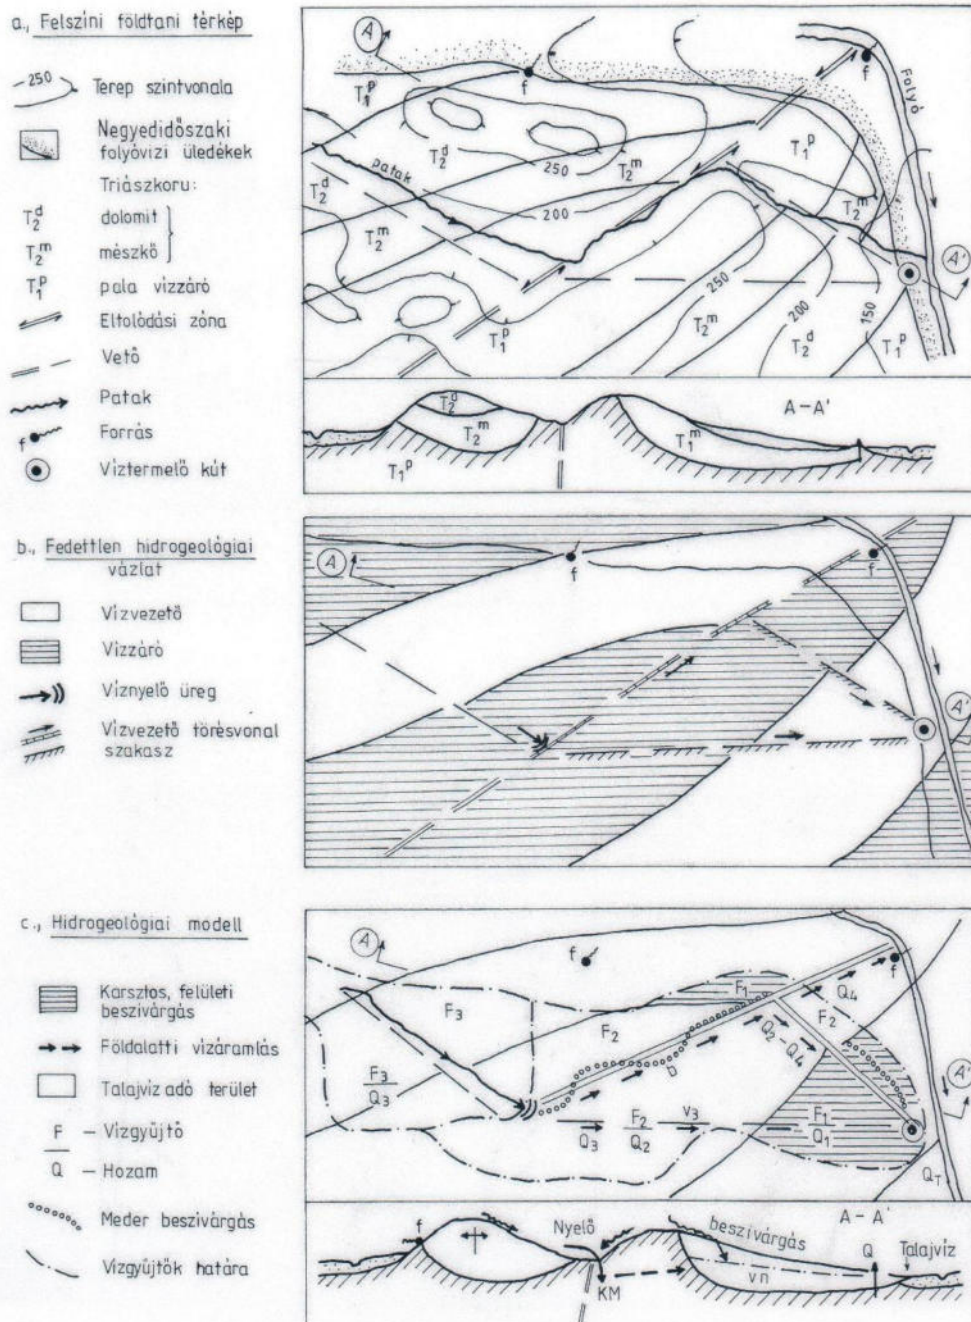 a., Felszíni földtani térkép
250
Terep szintvonala
Negyedidőszaki
folyóvizi üledékek
Triászkorú:
T₂ᵈ dolomit
T₂ᵐ mészkő
T₁ᵖ pala vízzáró
Eltolódási zóna
Vető
Patak
f Forrás
Víztermelő kút
A
f
f
Folyó
T₁ᵖ
T₂ᵈ
T₂ᵈ
patak
250
T₂ᵐ
T₁ᵖ
200
T₂ᵐ
T₂ᵐ
A'
250
T₂ᵐ
200
150
T₁ᵖ
T₂ᵈ
T₁ᵖ
A-A'
T₂ᵈ
T₂ᵐ
T₁ᵐ
T₁ᵖ
b., Fedettlen hidrogeológiai
vázlat
Vízvezető
Vízzáró
Víznyelő üreg
Vízvezető törésvonal
szakasz
A
f
f
A'
c., Hidrogeológiai modell
Karsztos, felületi
beszivárgás
Földalatti vízáramlás
Talajvíz adó terület
F – Vízgyűjtő
Q – Hozam
Meder beszivárgás
Vízgyűjtők határa
A
f
f
F₃
F₁
Q₄
F₂
F₂
Q₂-Q₄
b
A'
F₃
Q₃
Q₃
F₂
Q₂
v₃
F₁
Q₁
Qт
A-A'
f
Nyelő
beszivárgás
Q
Talajvíz
vn
KM